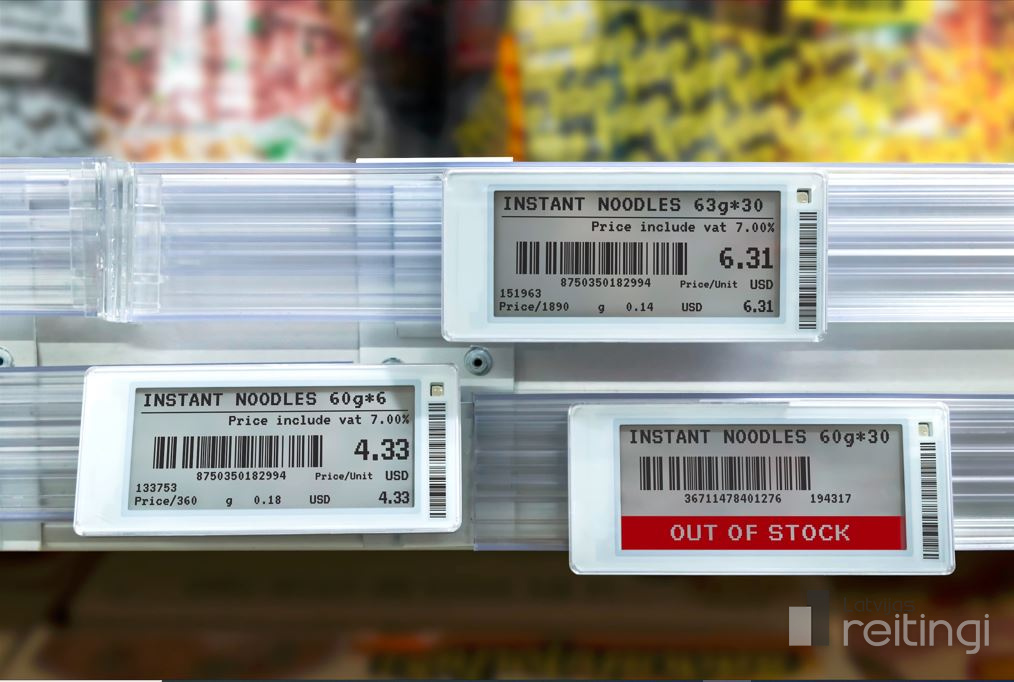 INSTANT NOODLES 63g*30
Price include vat 7.00%
6.31
8750350182994 Price/Unit USD
151963
Price/1890 g 0.14 USD 6.31
INSTANT NOODLES 60g*6
Price include vat 7.00%
4.33
8750350182994 Price/Unit USD
133753
Price/360 g 0.18 USD 4.33
INSTANT NOODLES 60g*30
36711478401276 194317
OUT OF STOCK
Latvijas
reitingi